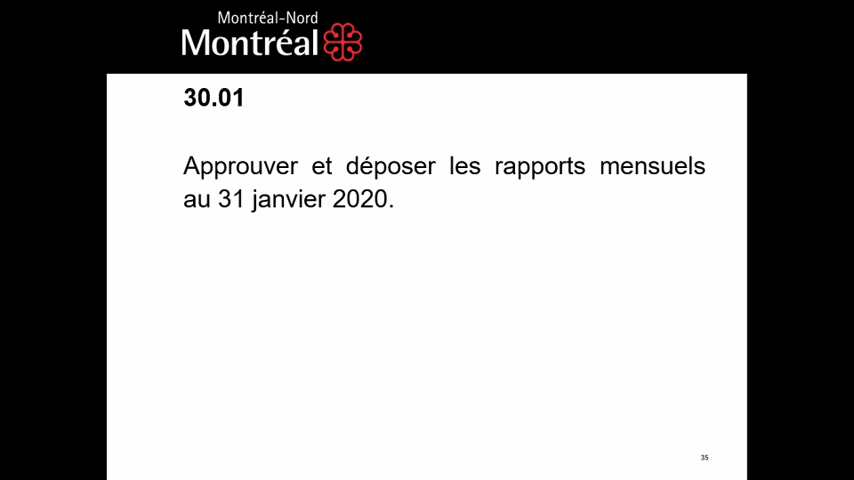 Montréal-Nord
Montréal
30.01
Approuver et déposer les rapports mensuels
au 31 janvier 2020.
35